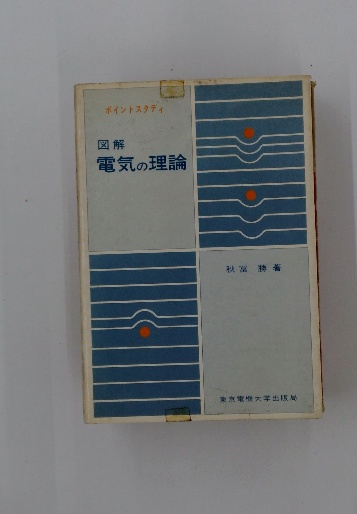 ポイントスタディ
図解
電気の理論
秋冨 勝 著
東京電機大学出版局